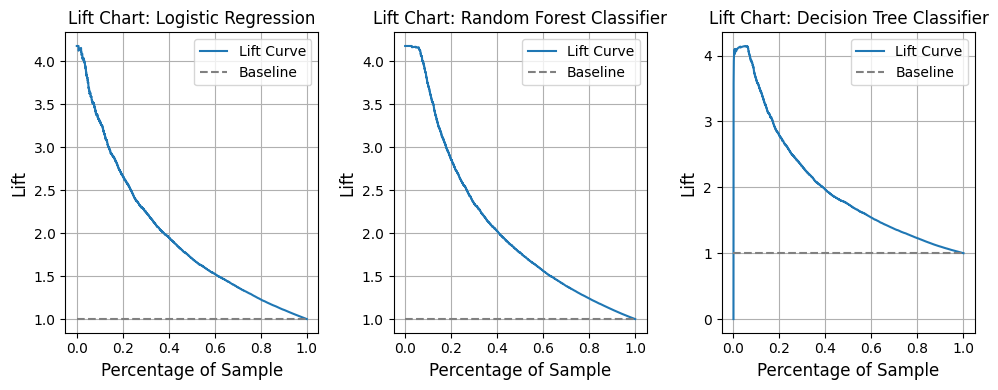 Lift Chart: Logistic Regression
Lift Curve
Baseline
4.0
3.5
3.0
2.5
2.0
1.5
1.0
Lift
0.0 0.2 0.4 0.6 0.8 1.0
Percentage of Sample
Lift Chart: Random Forest Classifier
Lift Curve
Baseline
4.0
3.5
3.0
2.5
2.0
1.5
1.0
Lift
0.0 0.2 0.4 0.6 0.8 1.0
Percentage of Sample
Lift Chart: Decision Tree Classifier
Lift Curve
Baseline
4
3
2
1
0
Lift
0.0 0.2 0.4 0.6 0.8 1.0
Percentage of Sample